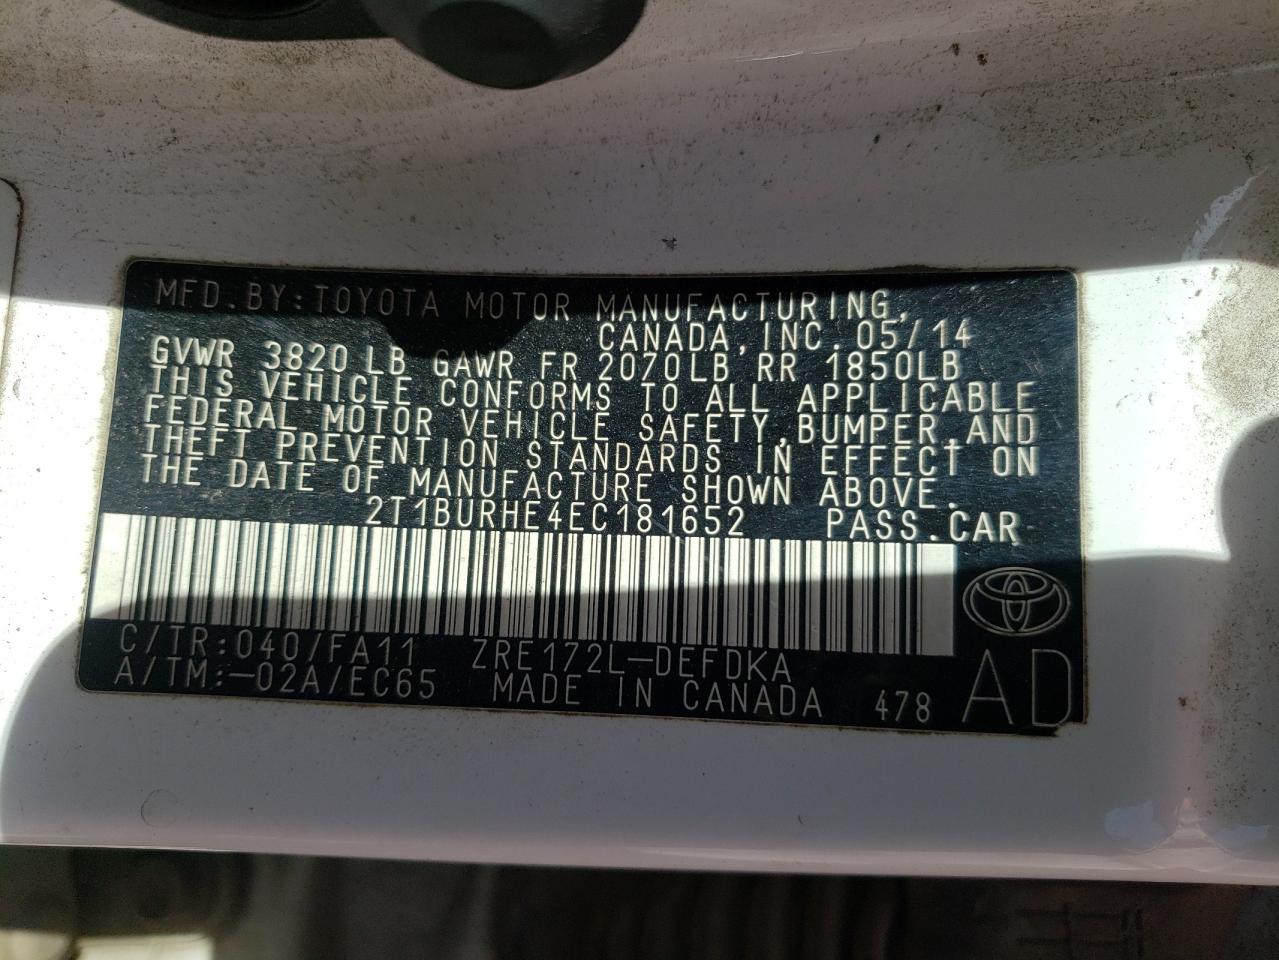 MFD.BY:TOYOTA MOTOR MANUFACTURING,
CANADA,INC.05/14
GVWR 3820LB GAWR FR 2070LB RR 1850LB
THIS VEHICLE CONFORMS TO ALL APPLICABLE
FEDERAL MOTOR VEHICLE SAFETY,BUMPER,AND
THEFT PREVENTION STANDARDS IN EFFECT ON
THE DATE OF MANUFACTURE SHOWN ABOVE.
2T1BURHE4EC181652 PASS.CAR
C/TR:040/FA11 ZRE172L-DEFDKA
A/TM:-02A/EC65 MADE IN CANADA 478 AD